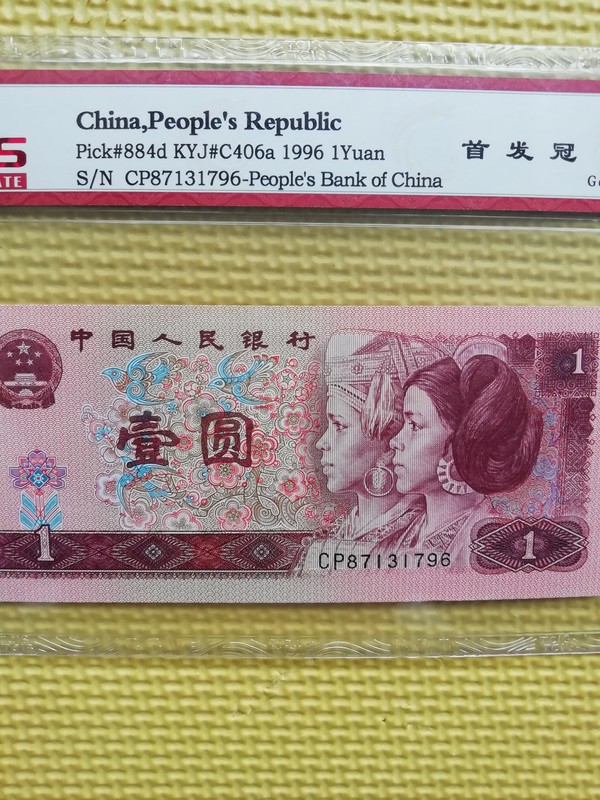 China,People's Republic
Pick#884d KYJ#C406a 1996 1Yuan
S/N CP87131796-People's Bank of China
首发冠
中国人民银行
1
壹圆
1
CP87131796
1